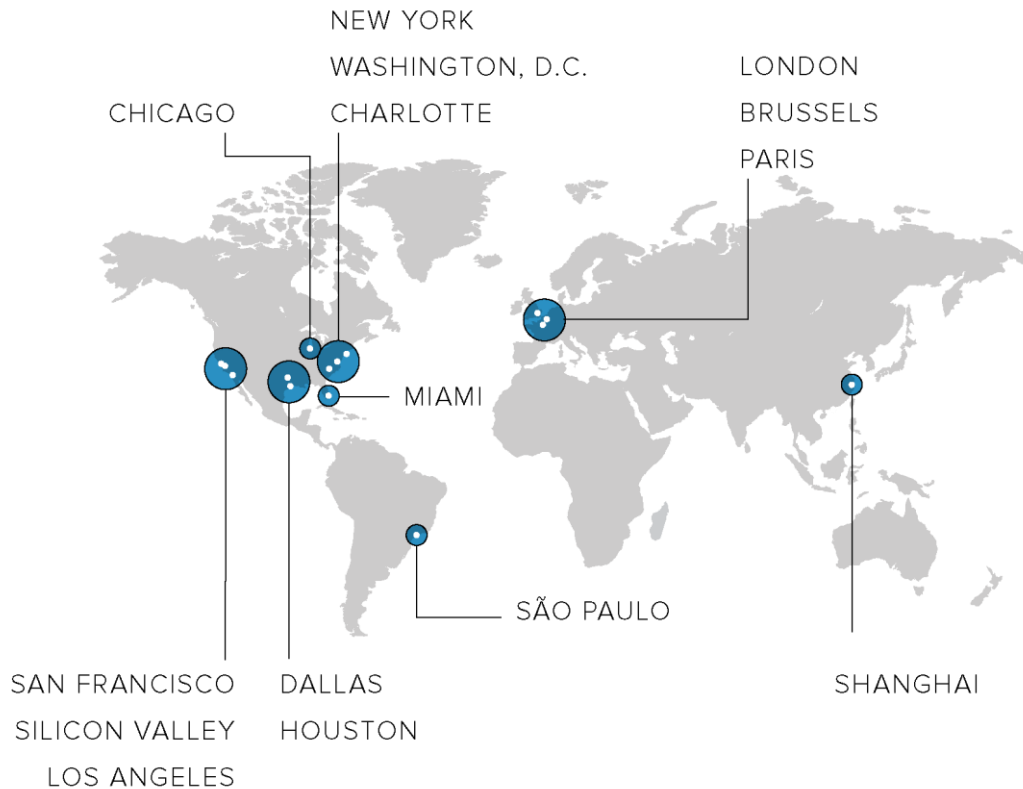 NEW YORK
WASHINGTON, D.C.
CHARLOTTE
CHICAGO
LONDON
BRUSSELS
PARIS
MIAMI
SÃO PAULO
SAN FRANCISCO
SILICON VALLEY
LOS ANGELES
DALLAS
HOUSTON
SHANGHAI